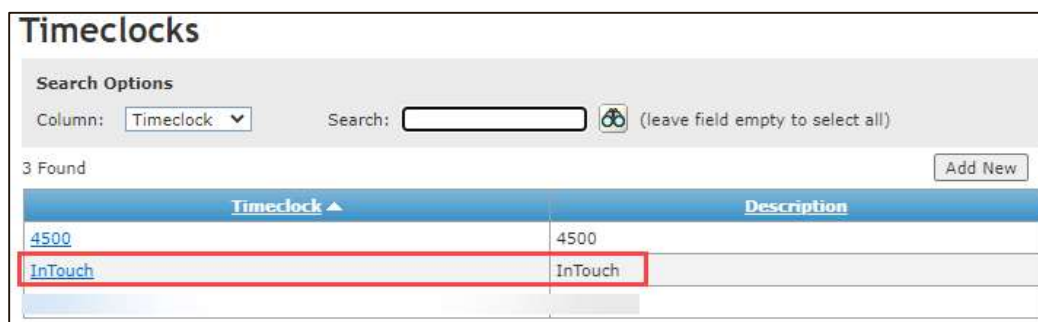 Timeclocks
Search Options
Column: Timeclock Search: (leave field empty to select all)
3 Found Add New
Timeclock Description
4500 4500
InTouch InTouch